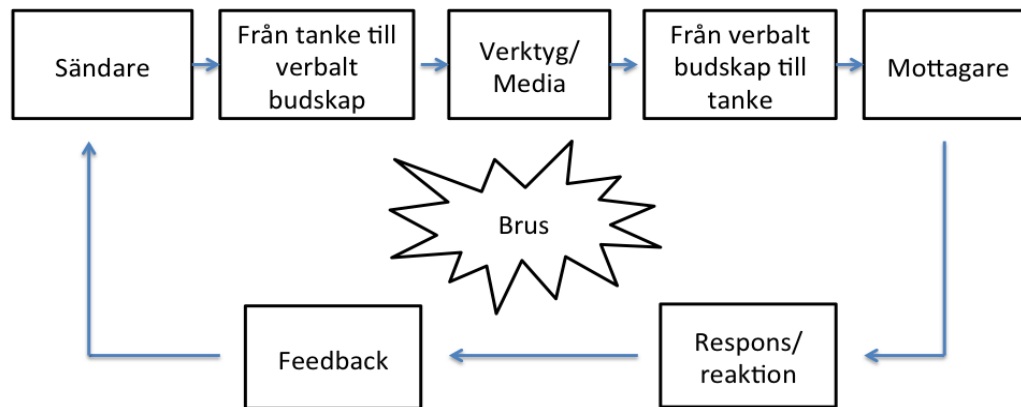 Sändare
Från tanke till
verbalt
budskap
Verktyg/
Media
Från verbalt
budskap till
tanke
Mottagare
Brus
Feedback
Respons/
reaktion